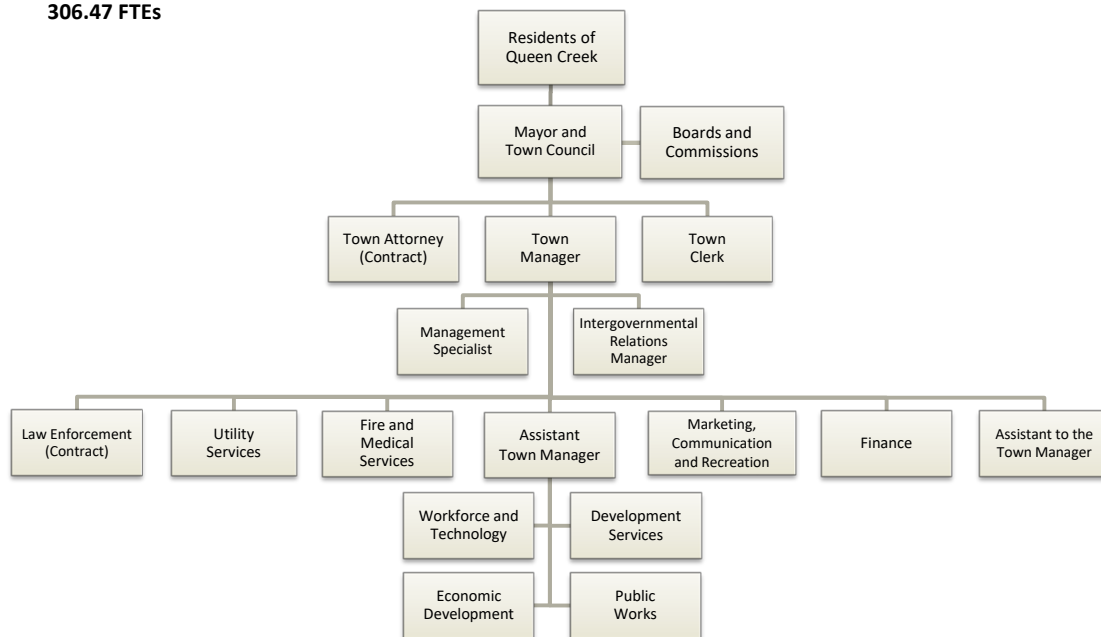 306.47 FTEs
Residents of
Queen Creek
Mayor and
Town Council
Boards and
Commissions
Town Attorney
(Contract)
Town
Manager
Town
Clerk
Management
Specialist
Intergovernmental
Relations
Manager
Law Enforcement
(Contract)
Utility
Services
Fire and
Medical
Services
Assistant
Town Manager
Marketing,
Communication
and Recreation
Finance
Assistant to the
Town Manager
Workforce and
Technology
Development
Services
Economic
Development
Public
Works